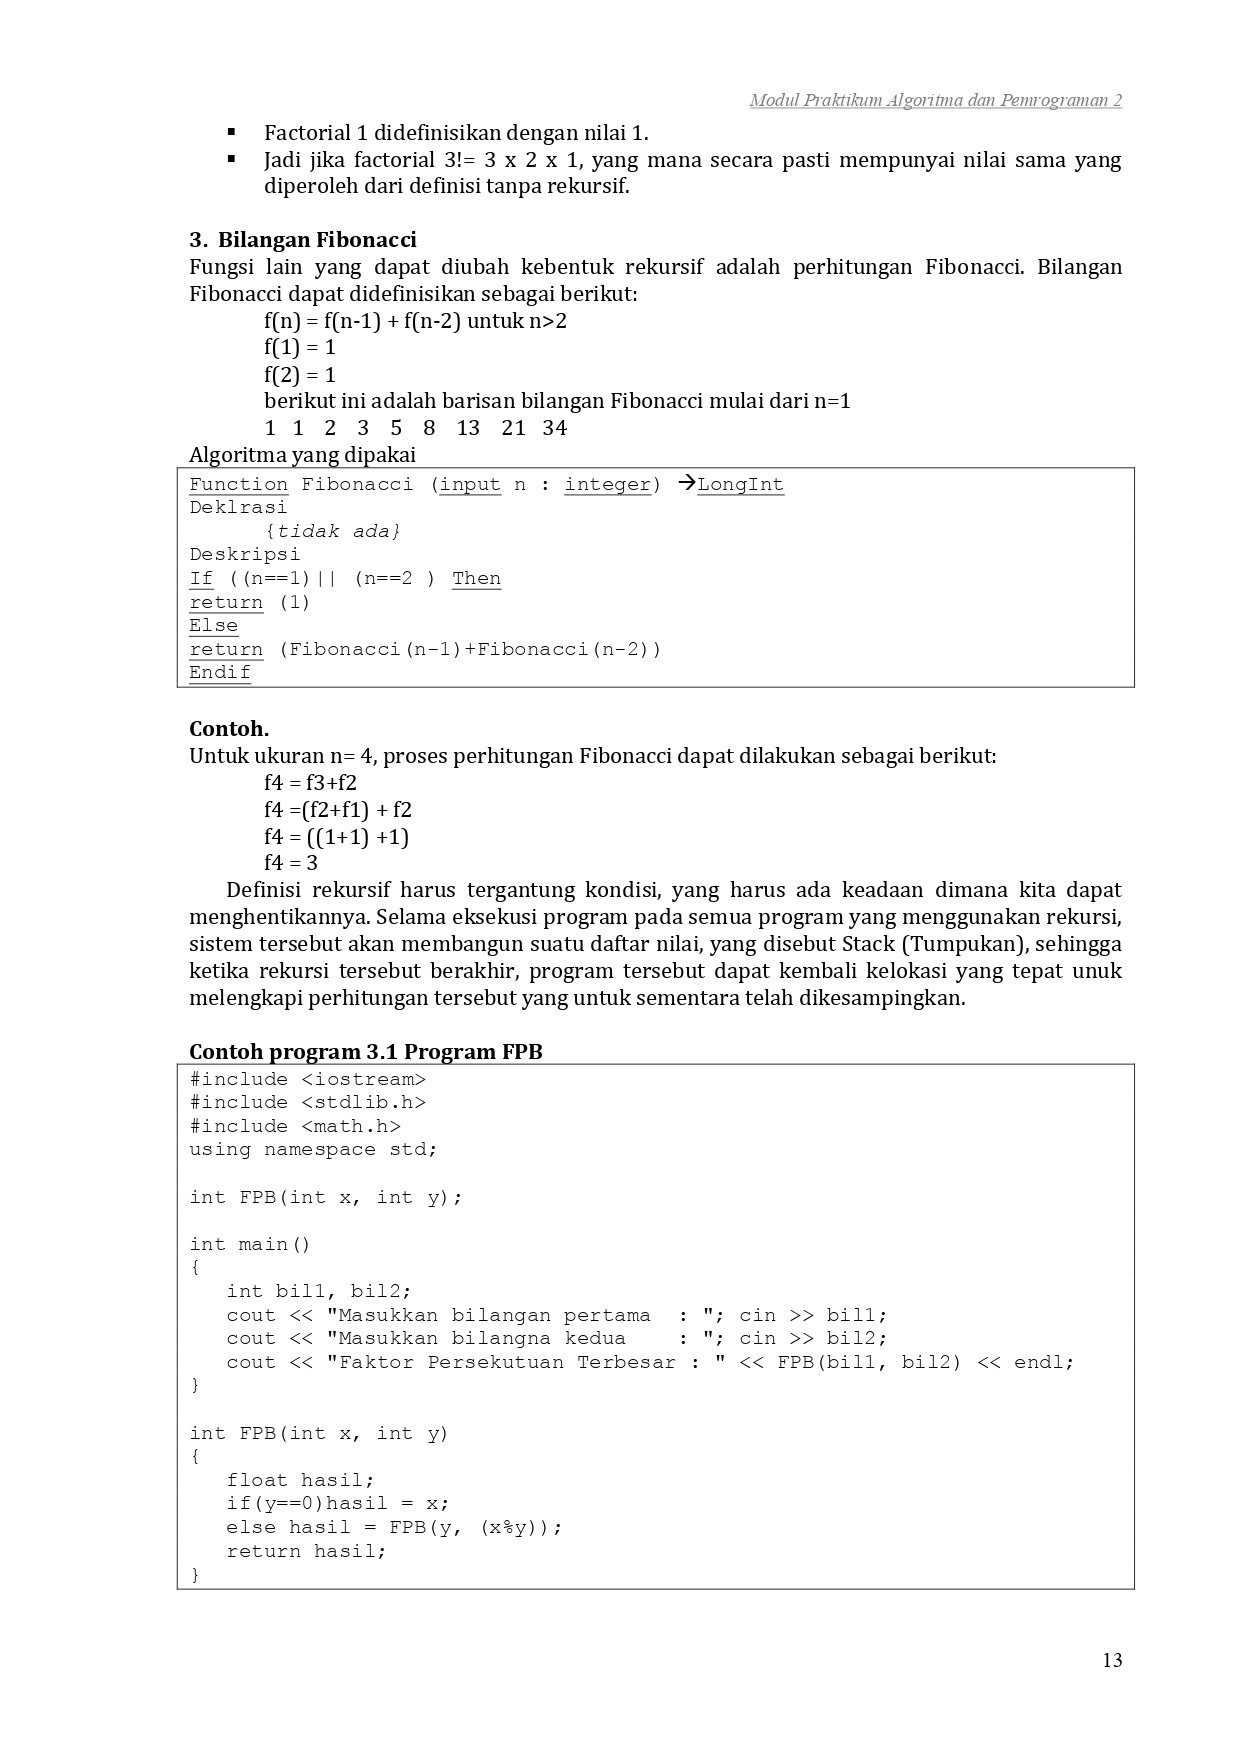 Modul Praktikum Algoritma dan Pemrograman 2
▪ Factorial 1 didefinisikan dengan nilai 1.
▪ Jadi jika factorial 3!= 3 x 2 x 1, yang mana secara pasti mempunyai nilai sama yang
diperoleh dari definisi tanpa rekursif.
3. Bilangan Fibonacci
Fungsi lain yang dapat diubah kebentuk rekursif adalah perhitungan Fibonacci. Bilangan
Fibonacci dapat didefinisikan sebagai berikut:
f(n) = f(n-1) + f(n-2) untuk n>2
f(1) = 1
f(2) = 1
berikut ini adalah barisan bilangan Fibonacci mulai dari n=1
1 1 2 3 5 8 13 21 34
Algoritma yang dipakai
Function Fibonacci (input n : integer) →LongInt
Deklrasi
{tidak ada}
Deskripsi
If ((n==1)|| (n==2 ) Then
return (1)
Else
return (Fibonacci(n-1)+Fibonacci(n-2))
Endif
Contoh.
Untuk ukuran n= 4, proses perhitungan Fibonacci dapat dilakukan sebagai berikut:
f4 = f3+f2
f4 =(f2+f1) + f2
f4 = ((1+1) +1)
f4 = 3
Definisi rekursif harus tergantung kondisi, yang harus ada keadaan dimana kita dapat
menghentikannya. Selama eksekusi program pada semua program yang menggunakan rekursi,
sistem tersebut akan membangun suatu daftar nilai, yang disebut Stack (Tumpukan), sehingga
ketika rekursi tersebut berakhir, program tersebut dapat kembali kelokasi yang tepat unuk
melengkapi perhitungan tersebut yang untuk sementara telah dikesampingkan.
Contoh program 3.1 Program FPB
#include <iostream>
#include <stdlib.h>
#include <math.h>
using namespace std;
int FPB(int x, int y);
int main()
{
int bil1, bil2;
cout << "Masukkan bilangan pertama  : "; cin >> bil1;
cout << "Masukkan bilangna kedua    : "; cin >> bil2;
cout << "Faktor Persekutuan Terbesar : " << FPB(bil1, bil2) << endl;
}
int FPB(int x, int y)
{
float hasil;
if(y==0)hasil = x;
else hasil = FPB(y, (x%y));
return hasil;
}
13